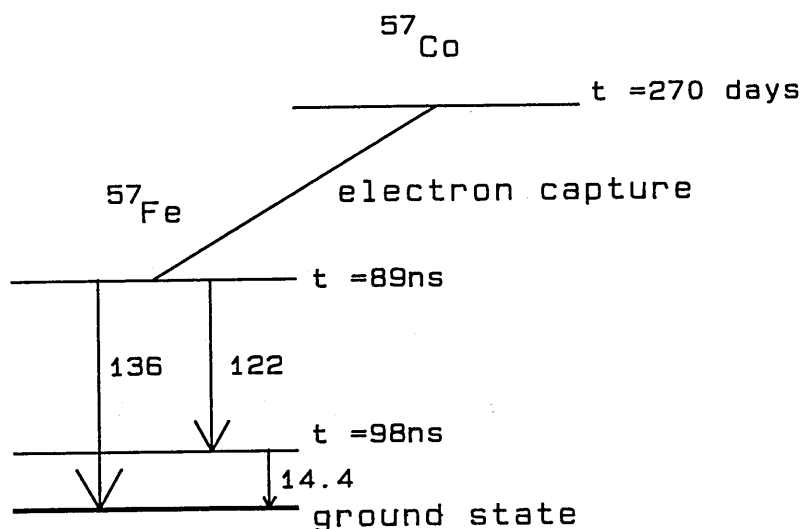 57Co
t =270 days
electron capture
57Fe
t =89ns
136
122
t =98ns
14.4
ground state